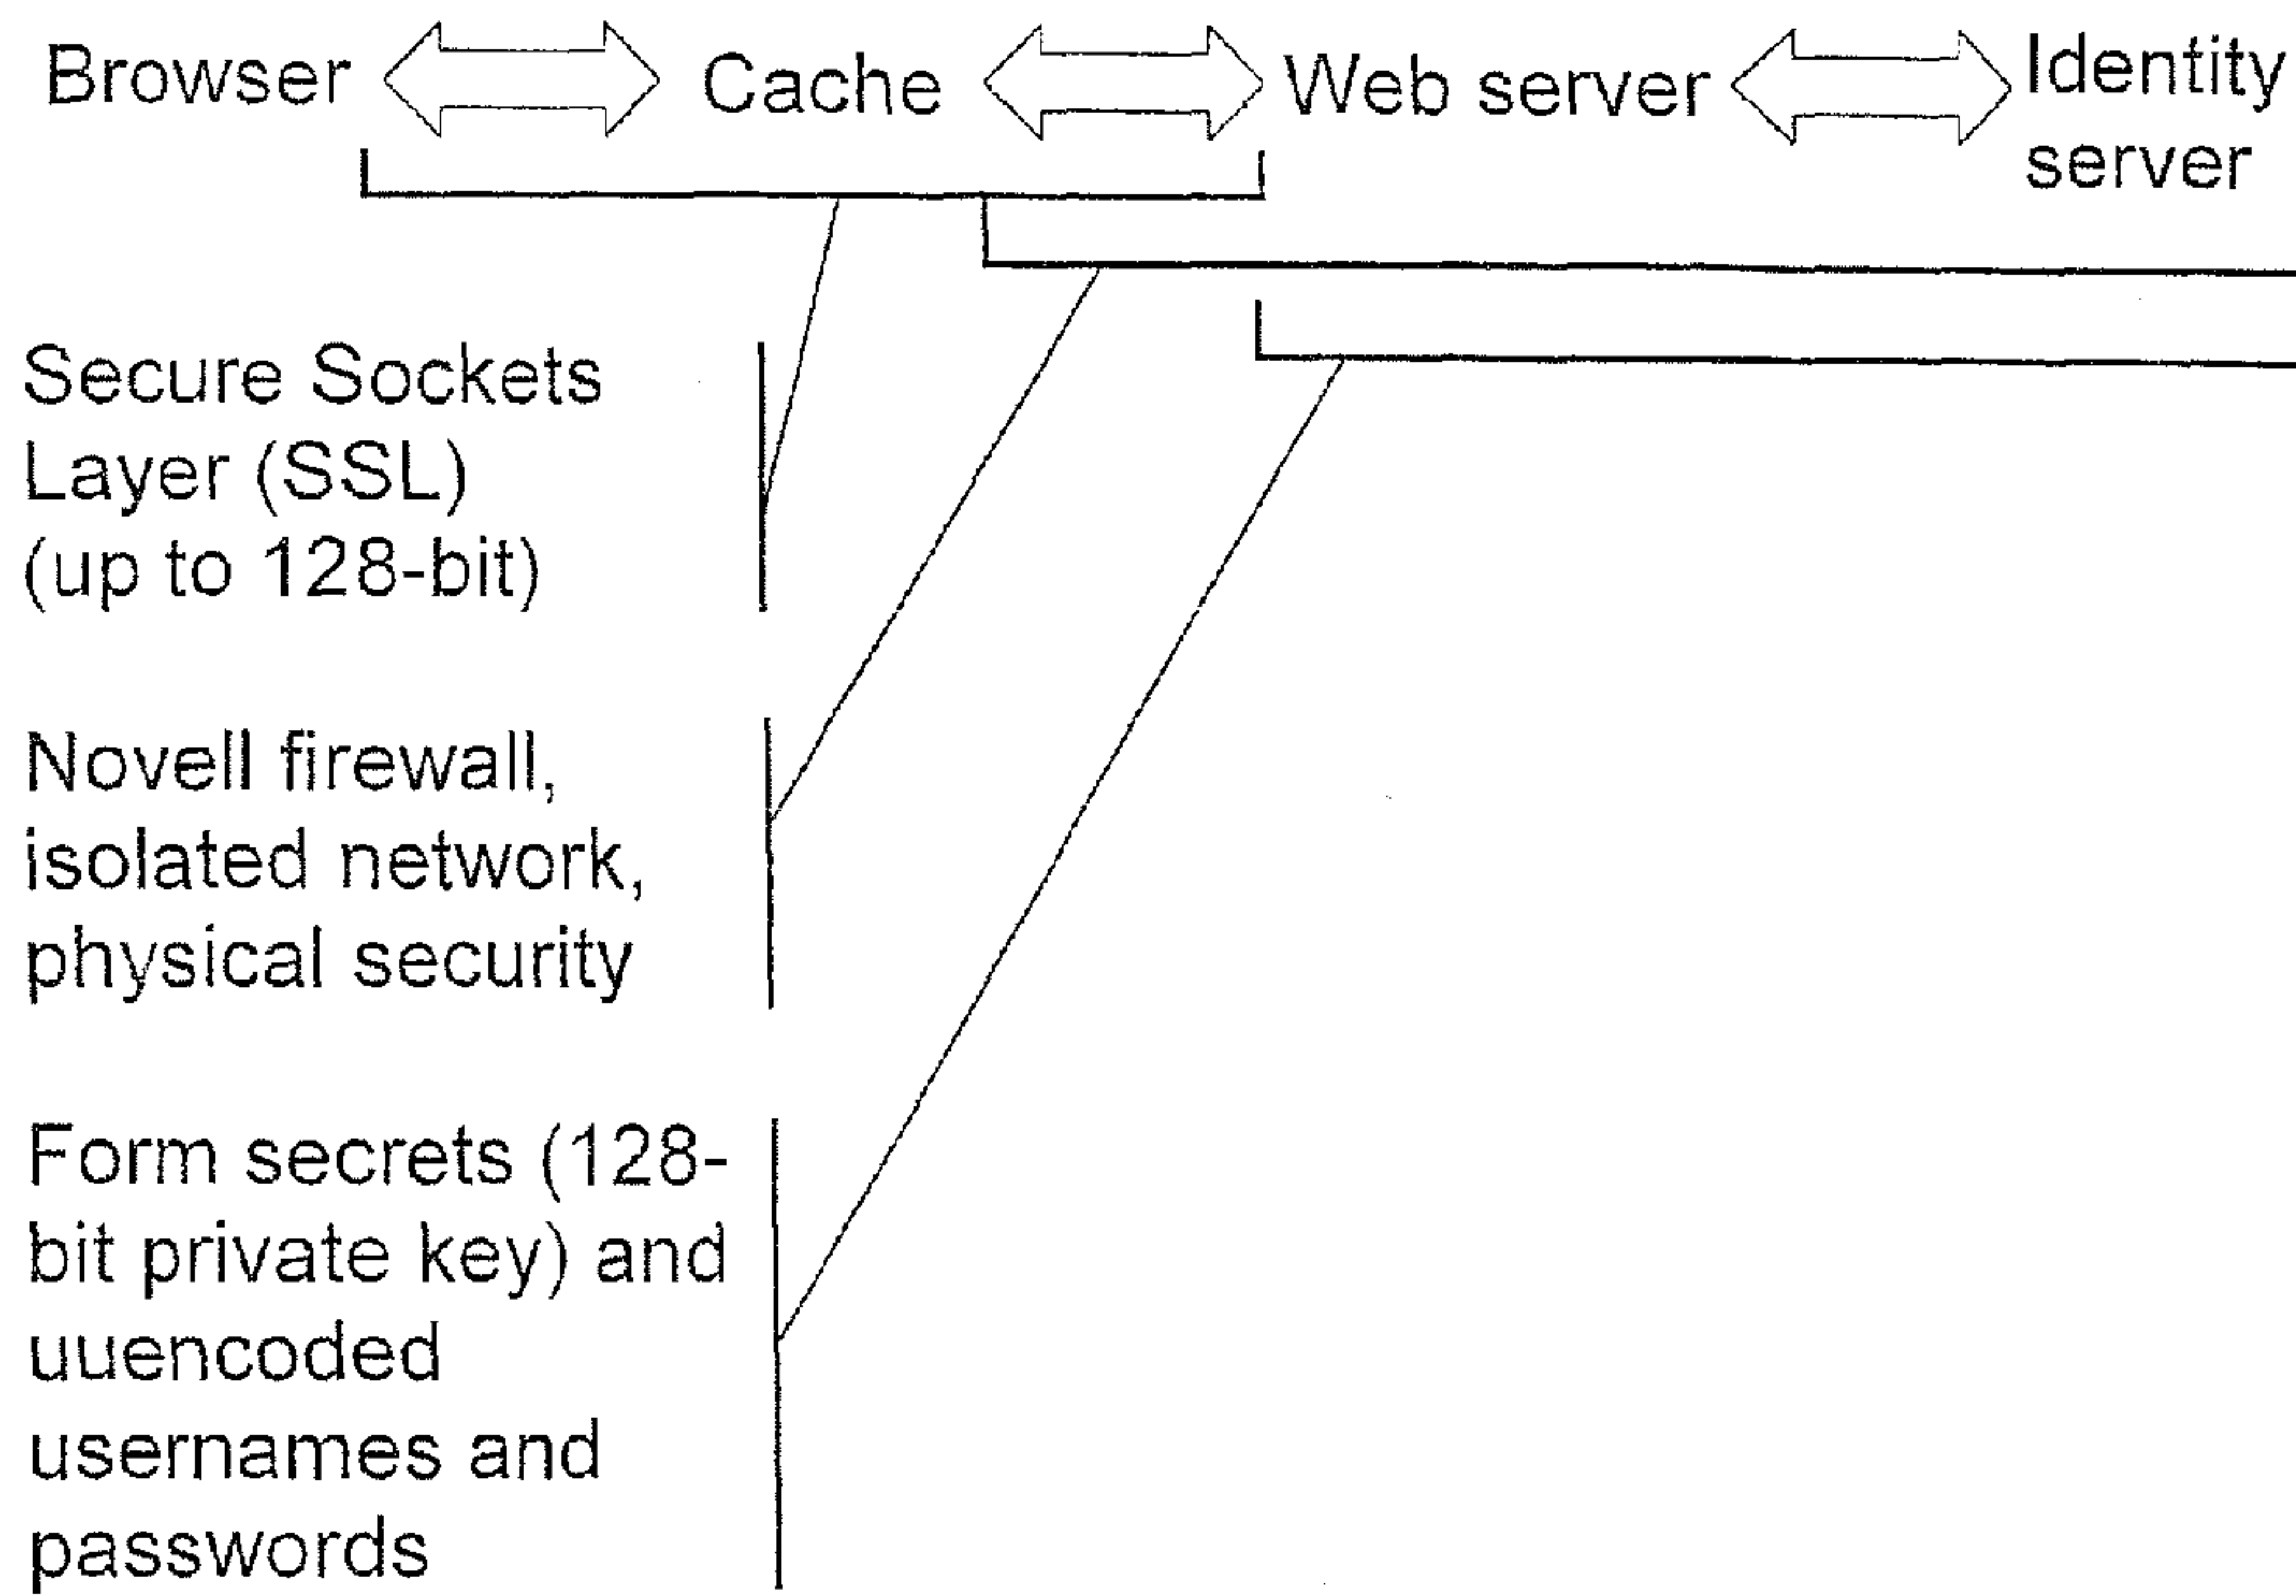 Browser Cache Web server Identity
server
Secure Sockets
Layer (SSL)
(up to 128-bit)
Novell firewall,
isolated network,
physical security
Form secrets (128-
bit private key) and
uuencoded
usernames and
passwords